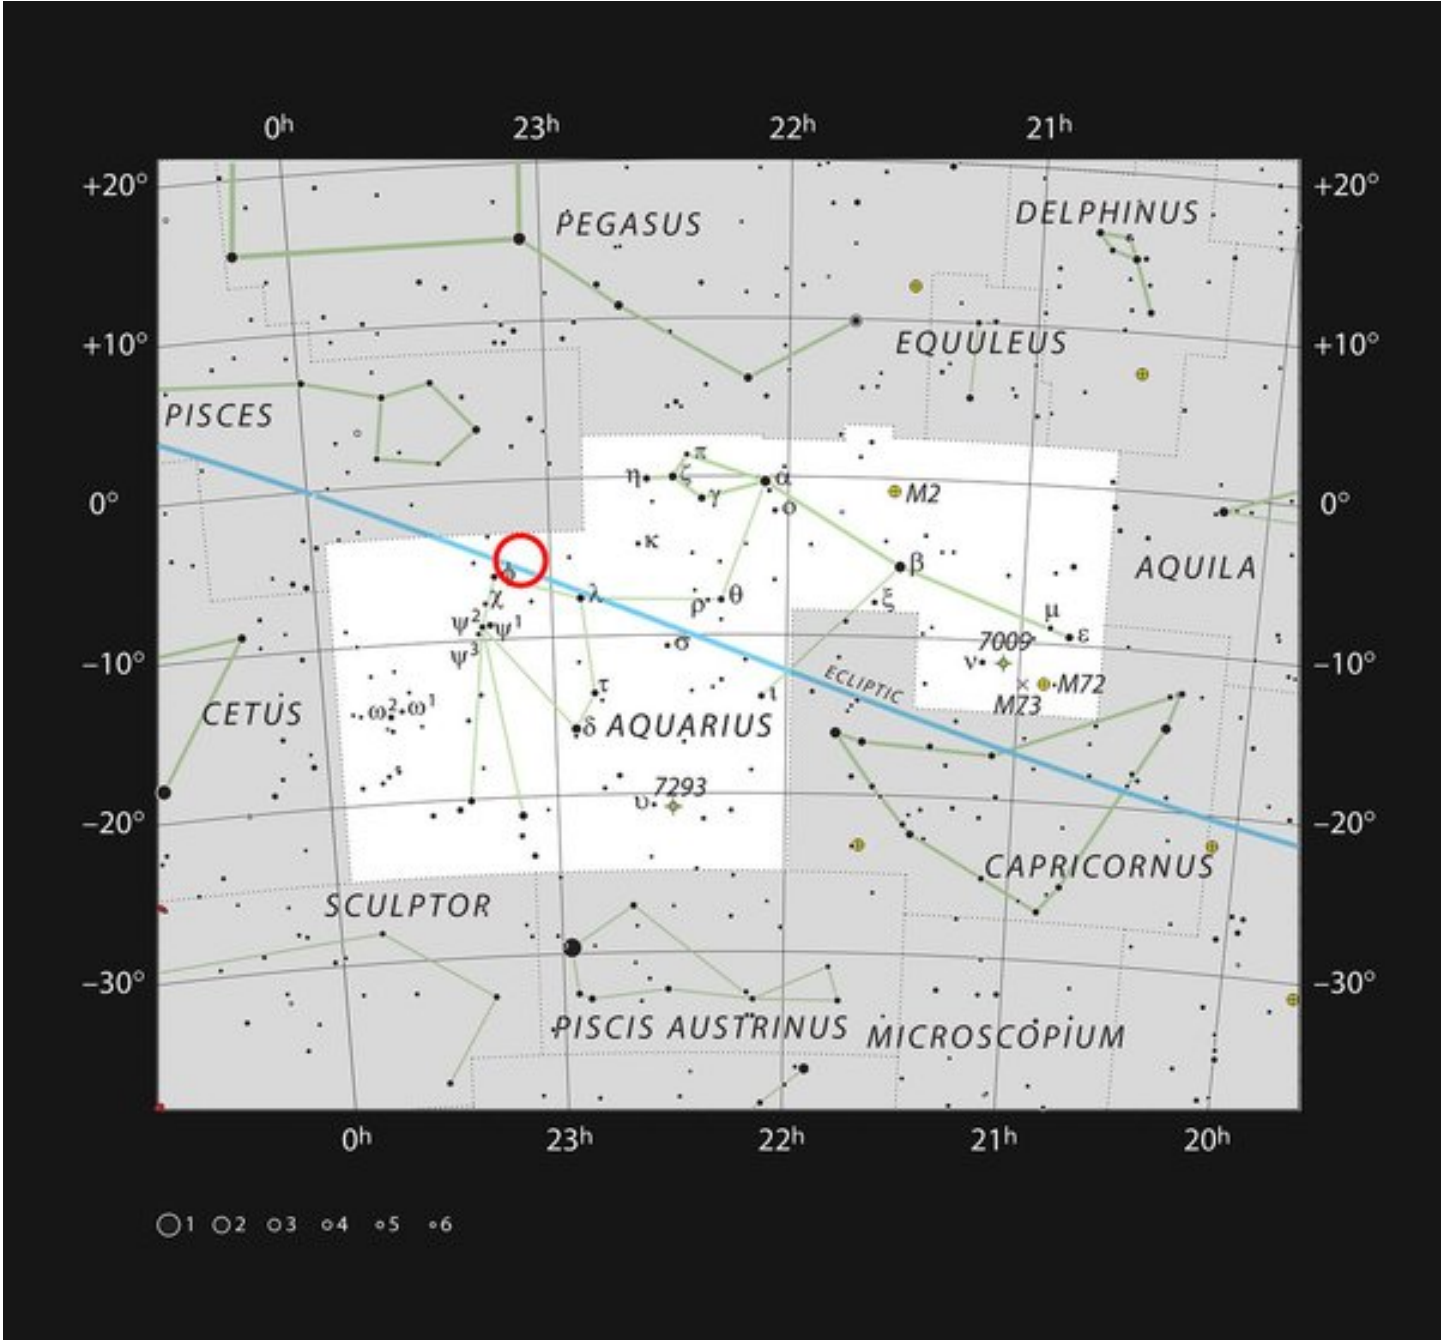 0ʰ 23ʰ 22ʰ 21ʰ
+20° +20°
PEGASUS DELPHINUS
+10° EQUULEUS +10°
PISCES
π
η ζ α
γ M2
0° ο 0°
κ AQUILA
ϕ β
λ ρ θ ξ
χ μ
ψ² ψ¹ σ 7009 ε
ψ³ ν
−10° −10°
ECLIPTIC M72
τ ι M73
CETUS ω² ω¹
δ AQUARIUS
υ 7293
−20° −20°
CAPRICORNUS
SCULPTOR
−30° −30°
PISCIS AUSTRINUS MICROSCOPIUM
0ʰ 23ʰ 22ʰ 21ʰ 20ʰ
1 2 3 4 5 6